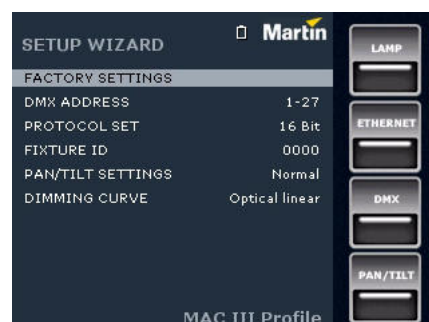 SETUP WIZARD
Martin
FACTORY SETTINGS
DMX ADDRESS 1-27
PROTOCOL SET 16 Bit
FIXTURE ID 0000
PAN/TILT SETTINGS Normal
DIMMING CURVE Optical linear
MAC III Profile
LAMP
ETHERNET
DMX
PAN/TILT